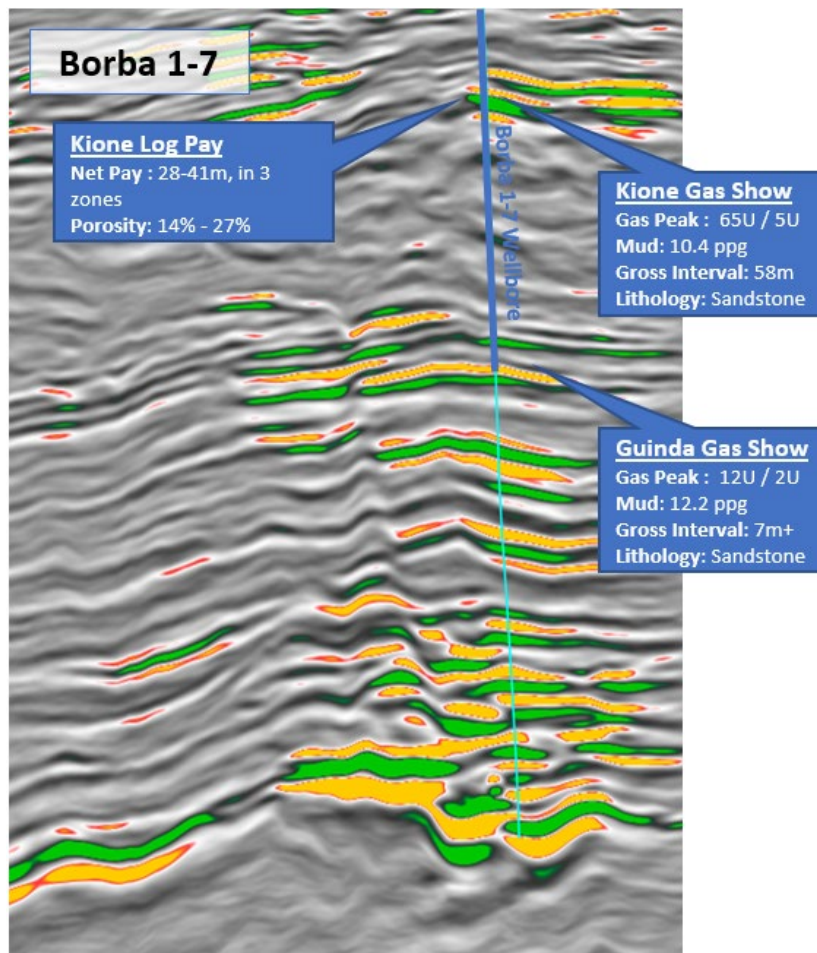 Borba 1-7
Kione Log Pay
Net Pay : 28-41m, in 3
zones
Porosity: 14% - 27%
Borba 1-7 Wellbore
Kione Gas Show
Gas Peak : 65U / 5U
Mud: 10.4 ppg
Gross Interval: 58m
Lithology: Sandstone
Guinda Gas Show
Gas Peak : 12U / 2U
Mud: 12.2 ppg
Gross Interval: 7m+
Lithology: Sandstone